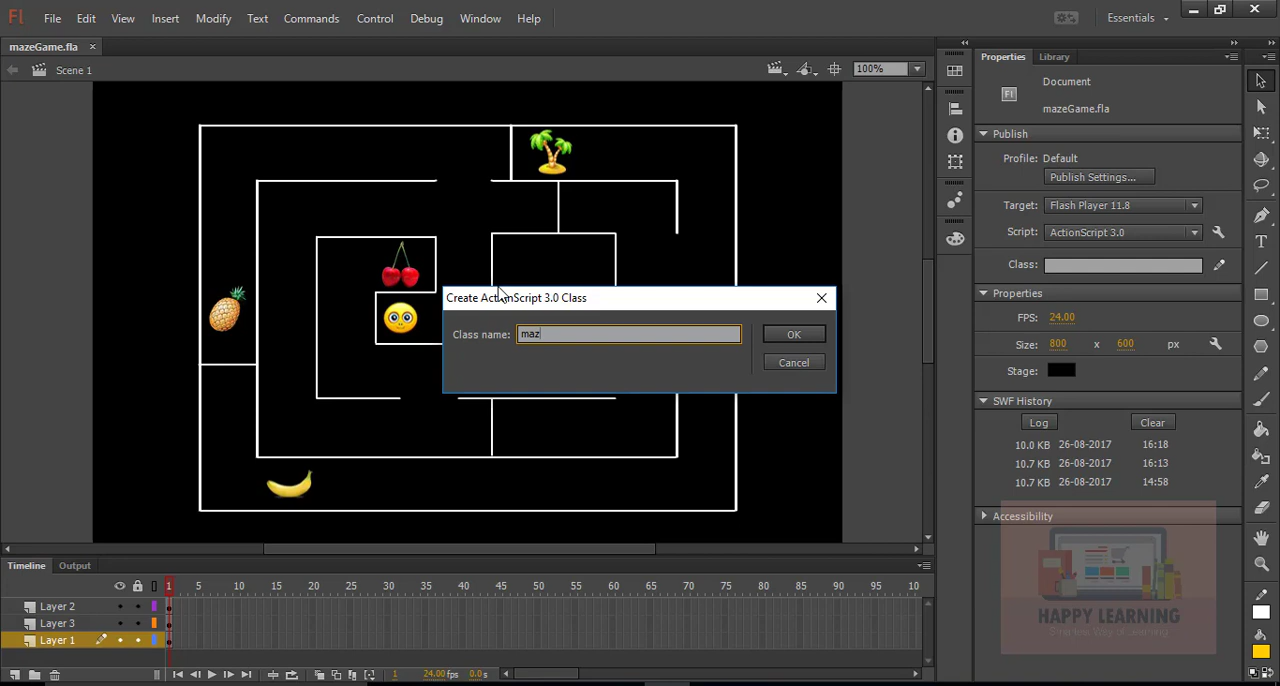 Fl File Edit View Insert Modify Text Commands Control Debug Window Help Essentials
mazeGame.fla ×
Scene 1 100%
Properties Library
Document
Fl mazeGame.fla
Publish
Profile: Default
Publish Settings...
Target: Flash Player 11.8
Script: ActionScript 3.0
Class:
Properties
FPS: 24.00
Size: 800 x 600 px
Stage:
SWF History
Log Clear
10.0 KB 26-08-2017 16:18
10.7 KB 26-08-2017 16:13
10.7 KB 26-08-2017 14:58
Accessibility
Create ActionScript 3.0 Class
Class name: maz OK
Cancel
HAPPY LEARNING
Timeline Output
1 5 10 15 20 25 30 35 40 45 50 55 60 65 70 75 80 85 90 95 10
Layer 2
Layer 3
Layer 1
1 24.00fps 0.0s